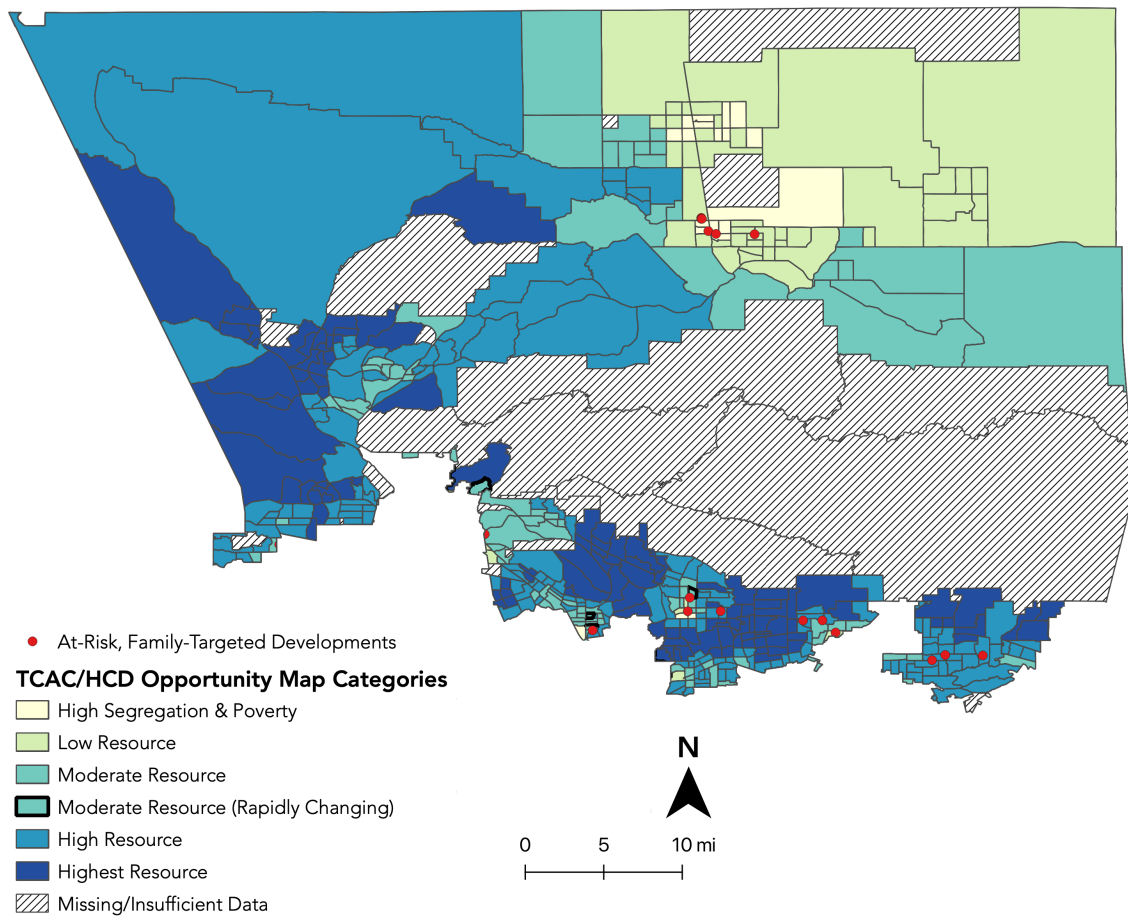 At-Risk, Family-Targeted Developments
TCAC/HCD Opportunity Map Categories
High Segregation & Poverty
Low Resource
Moderate Resource
Moderate Resource (Rapidly Changing)
High Resource
Highest Resource
Missing/Insufficient Data
N
0 5 10 mi